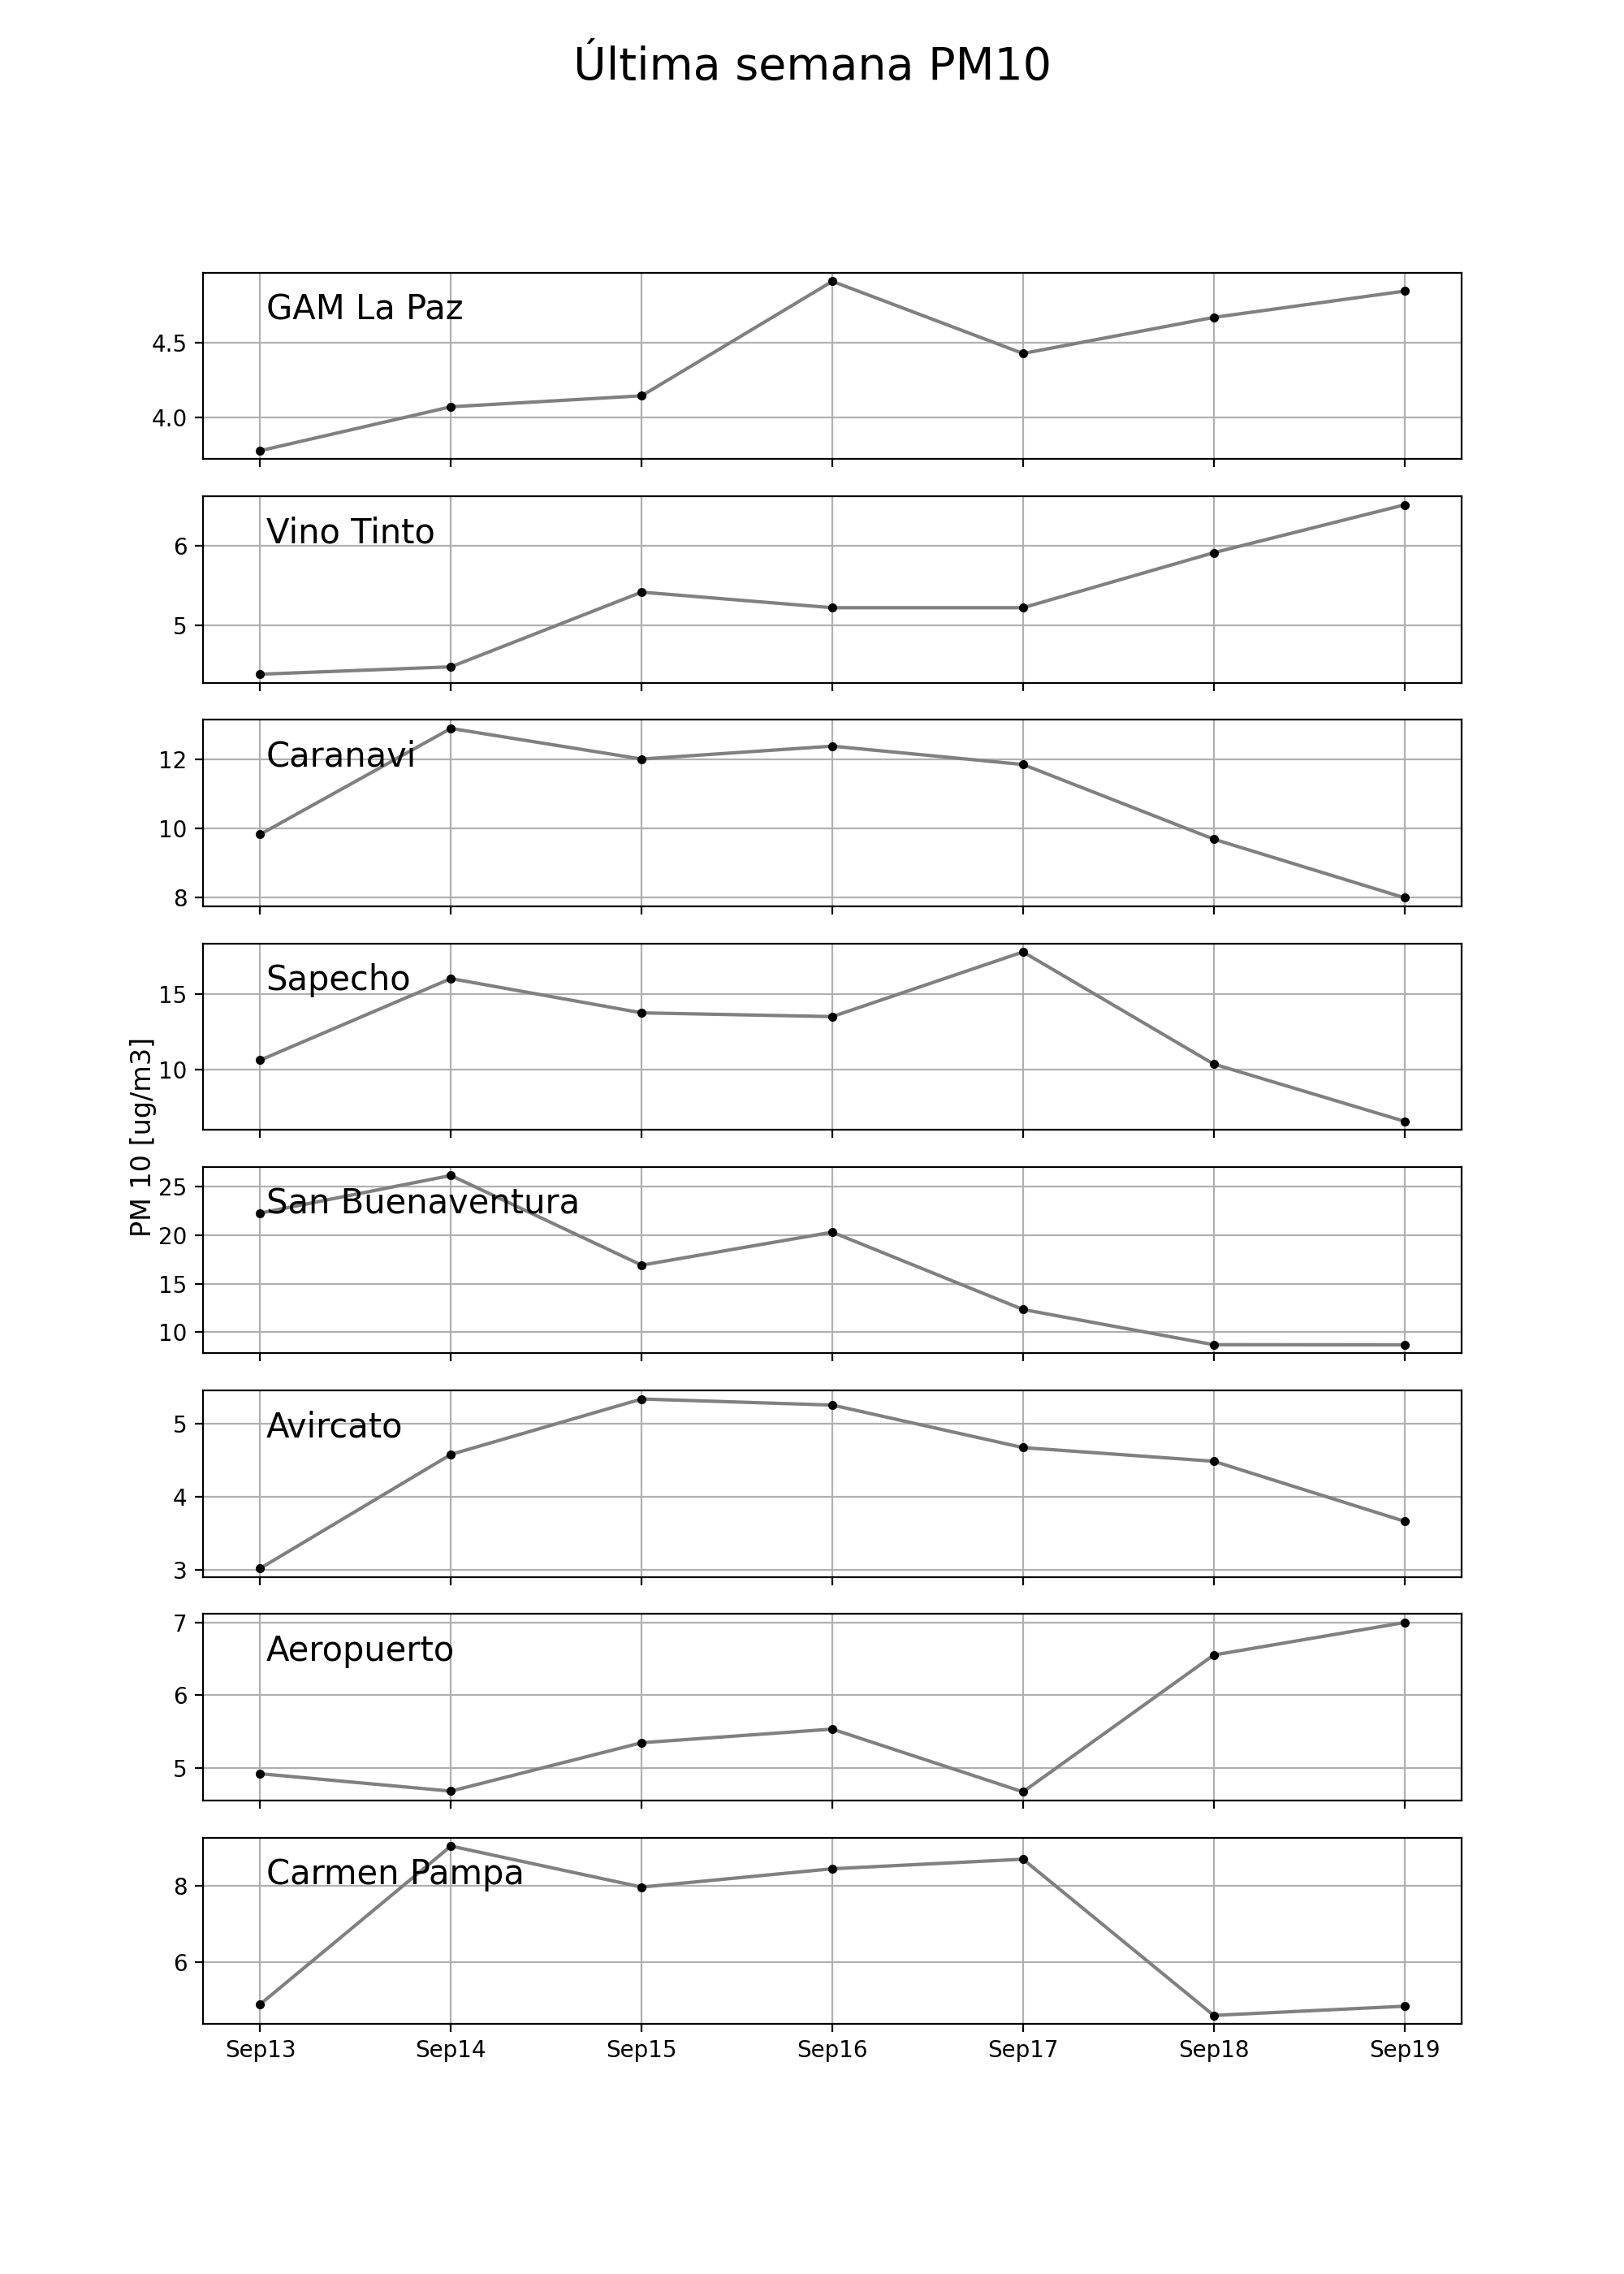 Última semana PM10
GAM La Paz
4.5
4.0
Vino Tinto
6
5
Caranavi
12
10
8
Sapecho
15
10
PM 10 [ug/m3]
San Buenaventura
25
20
15
10
Avircato
5
4
3
Aeropuerto
7
6
5
Carmen Pampa
8
6
Sep13 Sep14 Sep15 Sep16 Sep17 Sep18 Sep19